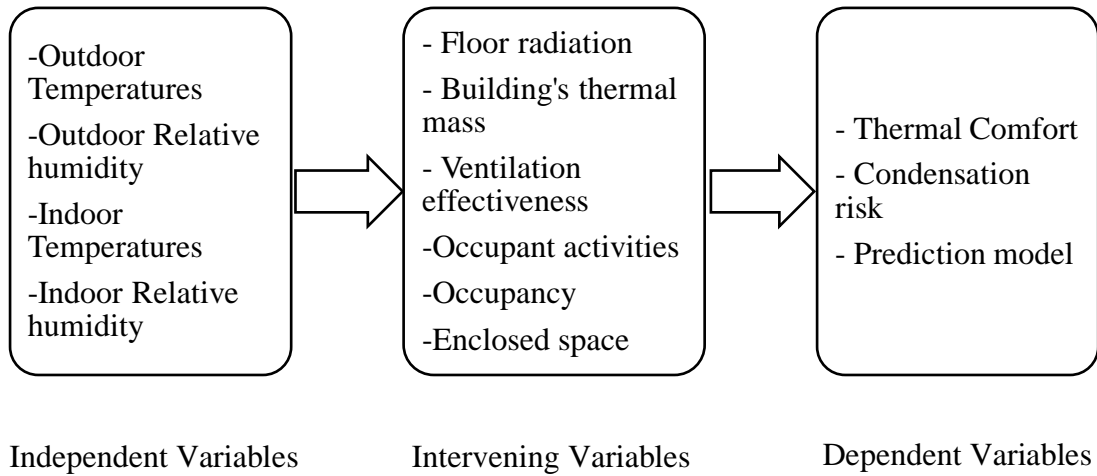 -Outdoor
Temperatures
-Outdoor Relative
humidity
-Indoor
Temperatures
-Indoor Relative
humidity
- Floor radiation
- Building's thermal
mass
- Ventilation
effectiveness
-Occupant activities
-Occupancy
-Enclosed space
- Thermal Comfort
- Condensation
risk
- Prediction model
Independent Variables
Intervening Variables
Dependent Variables